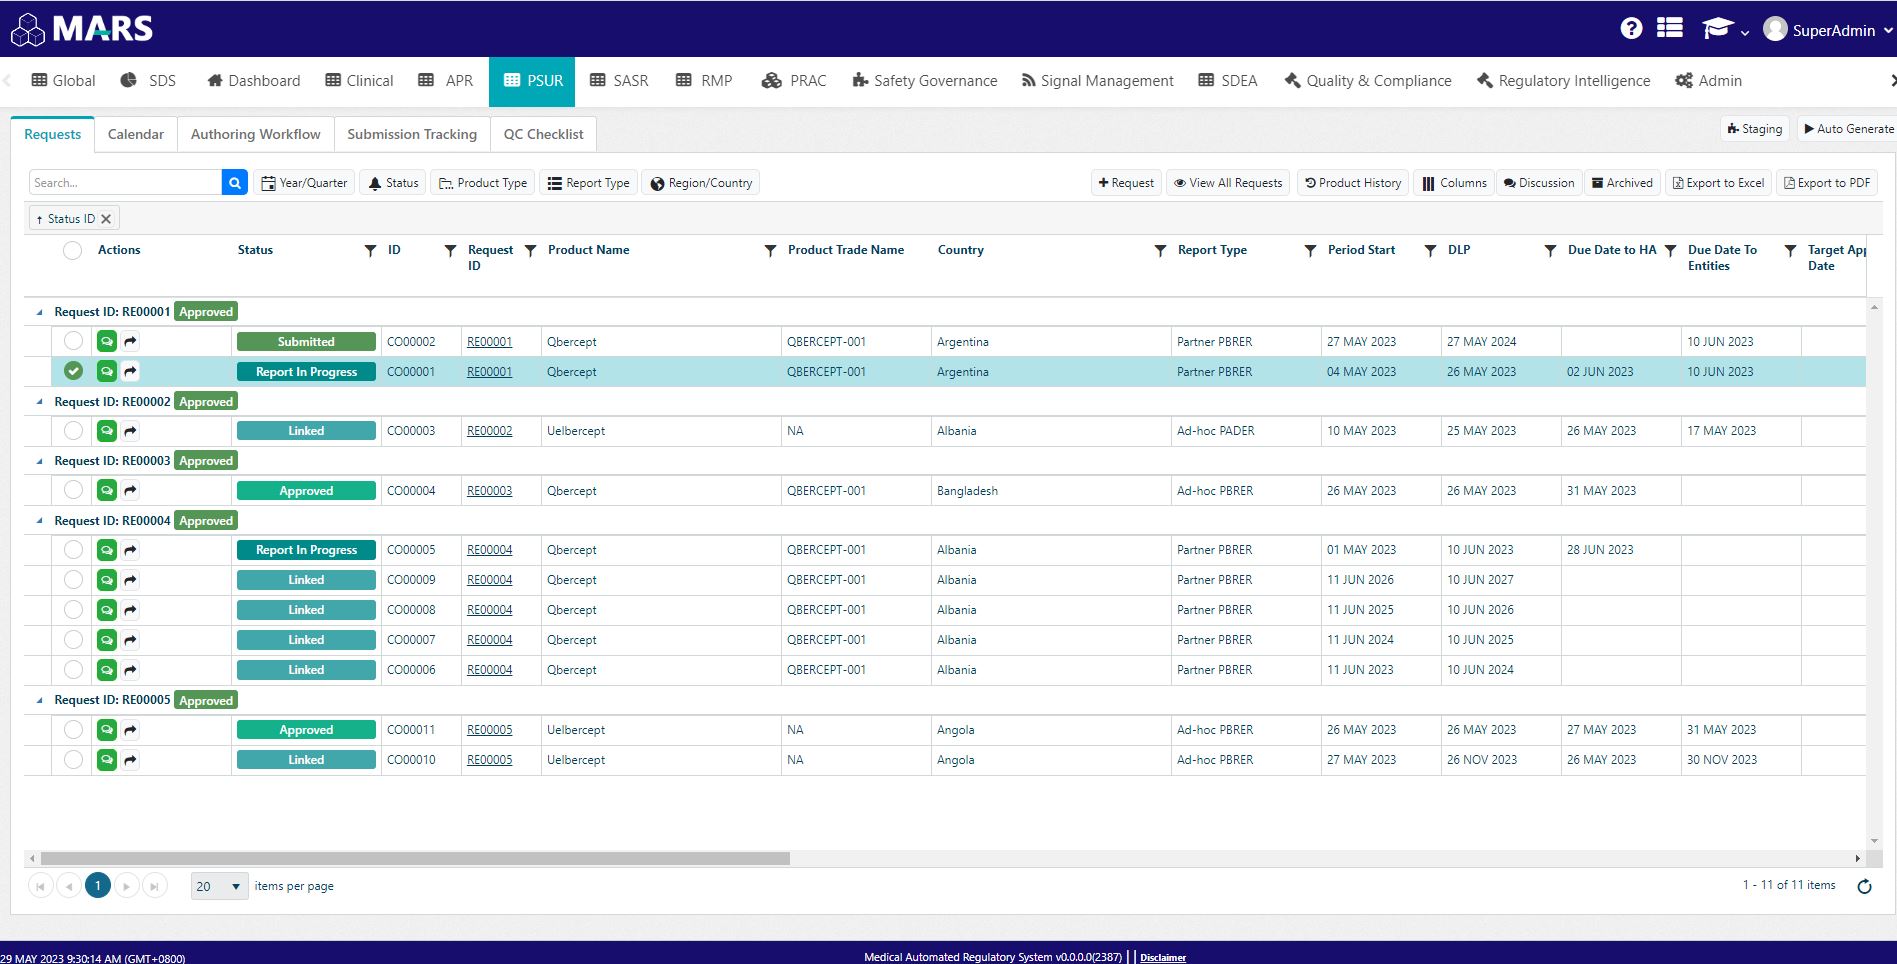 MARS
SuperAdmin
Global SDS Dashboard Clinical APR PSUR SASR RMP PRAC Safety Governance Signal Management SDEA Quality & Compliance Regulatory Intelligence Admin
Requests Calendar Authoring Workflow Submission Tracking QC Checklist Staging Auto Generate
Search... Year/Quarter Status Product Type Report Type Region/Country + Request View All Requests Product History Columns Discussion Archived Export to Excel Export to PDF
↑ Status ID ✕
Actions Status ID Request Product Name Product Trade Name Country Report Type Period Start DLP Due Date to HA Due Date To Target App
ID Entities Date
Request ID: RE00001 Approved
Submitted CO00002 RE00001 Qbercept QBERCEPT-001 Argentina Partner PBRER 27 MAY 2023 27 MAY 2024 10 JUN 2023
Report In Progress CO00001 RE00001 Qbercept QBERCEPT-001 Argentina Partner PBRER 04 MAY 2023 26 MAY 2023 02 JUN 2023 10 JUN 2023
Request ID: RE00002 Approved
Linked CO00003 RE00002 Uelbercept NA Albania Ad-hoc PADER 10 MAY 2023 25 MAY 2023 26 MAY 2023 17 MAY 2023
Request ID: RE00003 Approved
Approved CO00004 RE00003 Qbercept QBERCEPT-001 Bangladesh Ad-hoc PBRER 26 MAY 2023 26 MAY 2023 31 MAY 2023
Request ID: RE00004 Approved
Report In Progress CO00005 RE00004 Qbercept QBERCEPT-001 Albania Partner PBRER 01 MAY 2023 10 JUN 2023 28 JUN 2023
Linked CO00009 RE00004 Qbercept QBERCEPT-001 Albania Partner PBRER 11 JUN 2026 10 JUN 2027
Linked CO00008 RE00004 Qbercept QBERCEPT-001 Albania Partner PBRER 11 JUN 2025 10 JUN 2026
Linked CO00007 RE00004 Qbercept QBERCEPT-001 Albania Partner PBRER 11 JUN 2024 10 JUN 2025
Linked CO00006 RE00004 Qbercept QBERCEPT-001 Albania Partner PBRER 11 JUN 2023 10 JUN 2024
Request ID: RE00005 Approved
Approved CO00011 RE00005 Uelbercept NA Angola Ad-hoc PBRER 26 MAY 2023 26 MAY 2023 27 MAY 2023 31 MAY 2023
Linked CO00010 RE00005 Uelbercept NA Angola Ad-hoc PBRER 27 MAY 2023 26 NOV 2023 26 MAY 2023 30 NOV 2023
1 20 items per page 1 - 11 of 11 items
29 MAY 2023 9:30:14 AM (GMT+0800) Medical Automated Regulatory System v0.0.0.0(2387) || Disclaimer